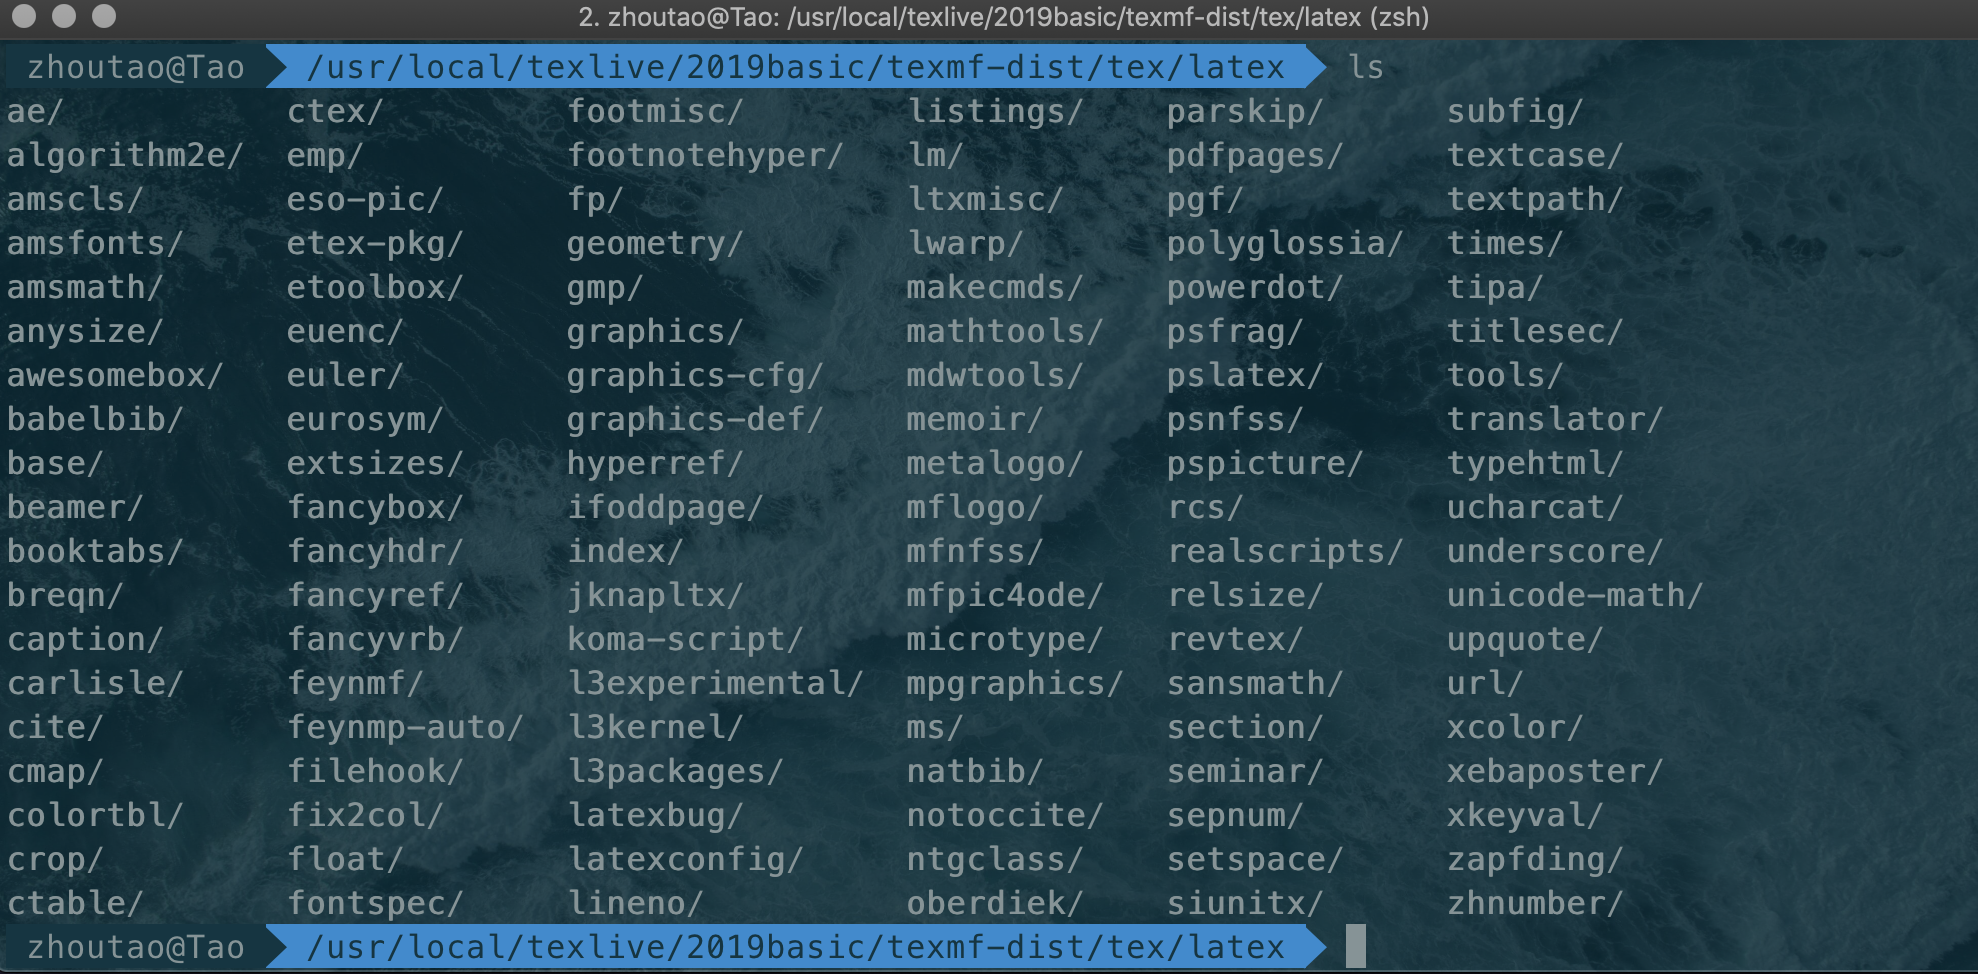 2. zhoutao@Tao: /usr/local/texlive/2019basic/texmf-dist/tex/latex (zsh)
zhoutao@Tao /usr/local/texlive/2019basic/texmf-dist/tex/latex ls
ae/ ctex/ footmisc/ listings/ parskip/ subfig/
algorithm2e/ emp/ footnotehyper/ lm/ pdfpages/ textcase/
amscls/ eso-pic/ fp/ ltxmisc/ pgf/ textpath/
amsfonts/ etex-pkg/ geometry/ lwarp/ polyglossia/ times/
amsmath/ etoolbox/ gmp/ makecmds/ powerdot/ tipa/
anysize/ euenc/ graphics/ mathtools/ psfrag/ titlesec/
awesomebox/ euler/ graphics-cfg/ mdwtools/ pslatex/ tools/
babelbib/ eurosym/ graphics-def/ memoir/ psnfss/ translator/
base/ extsizes/ hyperref/ metalogo/ pspicture/ typehtml/
beamer/ fancybox/ ifoddpage/ mflogo/ rcs/ ucharcat/
booktabs/ fancyhdr/ index/ mfnfss/ realscripts/ underscore/
breqn/ fancyref/ jknapltx/ mfpic4ode/ relsize/ unicode-math/
caption/ fancyvrb/ koma-script/ microtype/ revtex/ upquote/
carlisle/ feynmf/ l3experimental/ mpgraphics/ sansmath/ url/
cite/ feynmp-auto/ l3kernel/ ms/ section/ xcolor/
cmap/ filehook/ l3packages/ natbib/ seminar/ xebaposter/
colortbl/ fix2col/ latexbug/ notoccite/ sepnum/ xkeyval/
crop/ float/ latexconfig/ ntgclass/ setspace/ zapfding/
ctable/ fontspec/ lineno/ oberdiek/ siunitx/ zhnumber/
zhoutao@Tao /usr/local/texlive/2019basic/texmf-dist/tex/latex